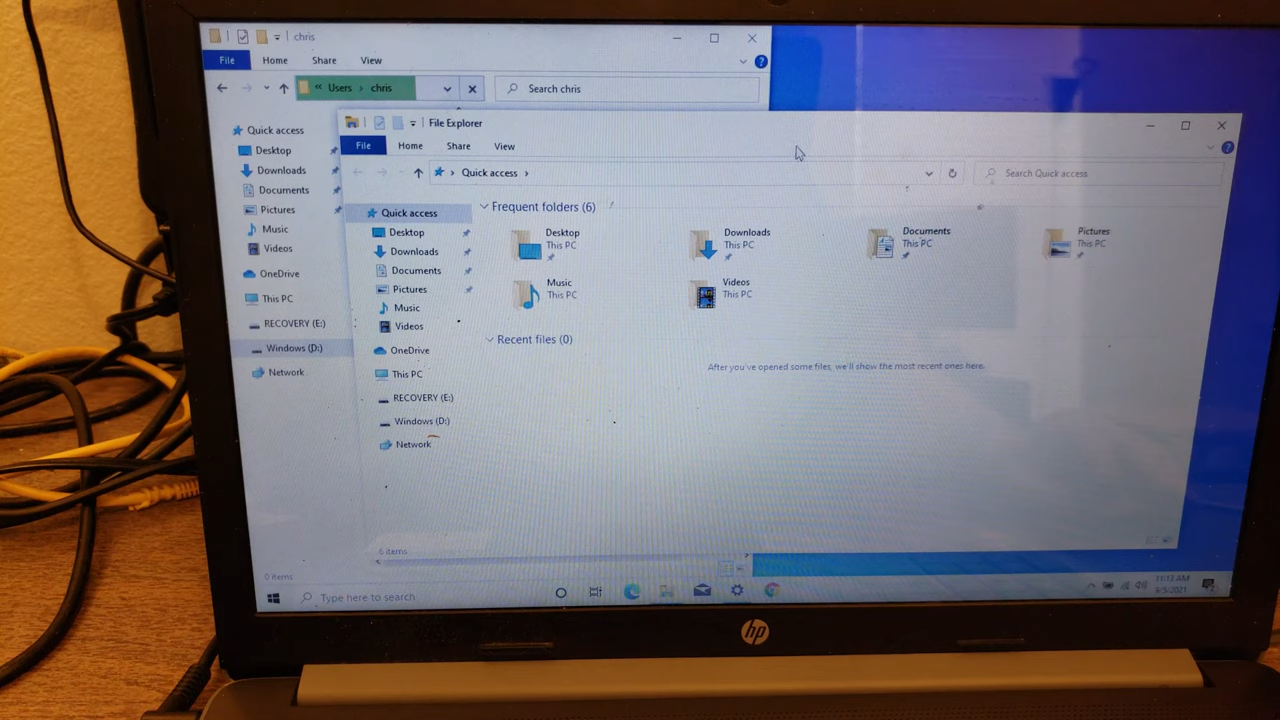 chris
File Home Share View
« Users › chris Search chris
Quick access
Desktop
Downloads
Documents
Pictures
Music
Videos
OneDrive
This PC
RECOVERY (E:)
Windows (D:)
Network
0 items
File Explorer
File Home Share View
Quick access › Search Quick access
Quick access
Desktop
Downloads
Documents
Pictures
Music
Videos
OneDrive
This PC
RECOVERY (E:)
Windows (D:)
Network
Frequent folders (6)
Desktop
This PC
Downloads
This PC
Documents
This PC
Pictures
This PC
Music
This PC
Videos
This PC
Recent files (0)
After you've opened some files, we'll show the most recent ones here.
6 items
Type here to search
11:13 AM
hp